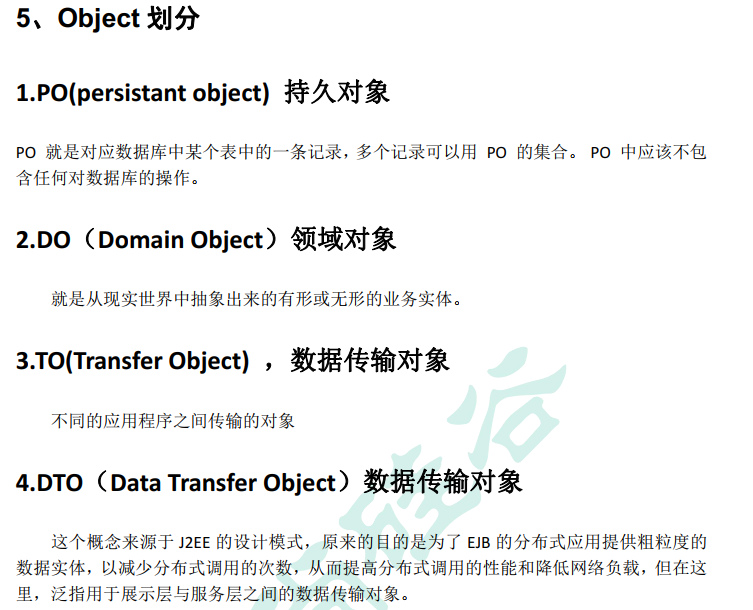 5、Object 划分
1.PO(persistant object) 持久对象
PO 就是对应数据库中某个表中的一条记录，多个记录可以用 PO 的集合。 PO 中应该不包
含任何对数据库的操作。
2.DO（Domain Object）领域对象
就是从现实世界中抽象出来的有形或无形的业务实体。
3.TO(Transfer Object) ，数据传输对象
不同的应用程序之间传输的对象
4.DTO（Data Transfer Object）数据传输对象
这个概念来源于 J2EE 的设计模式，原来的目的是为了 EJB 的分布式应用提供粗粒度的
数据实体，以减少分布式调用的次数，从而提高分布式调用的性能和降低网络负载，但在这
里，泛指用于展示层与服务层之间的数据传输对象。
硅谷